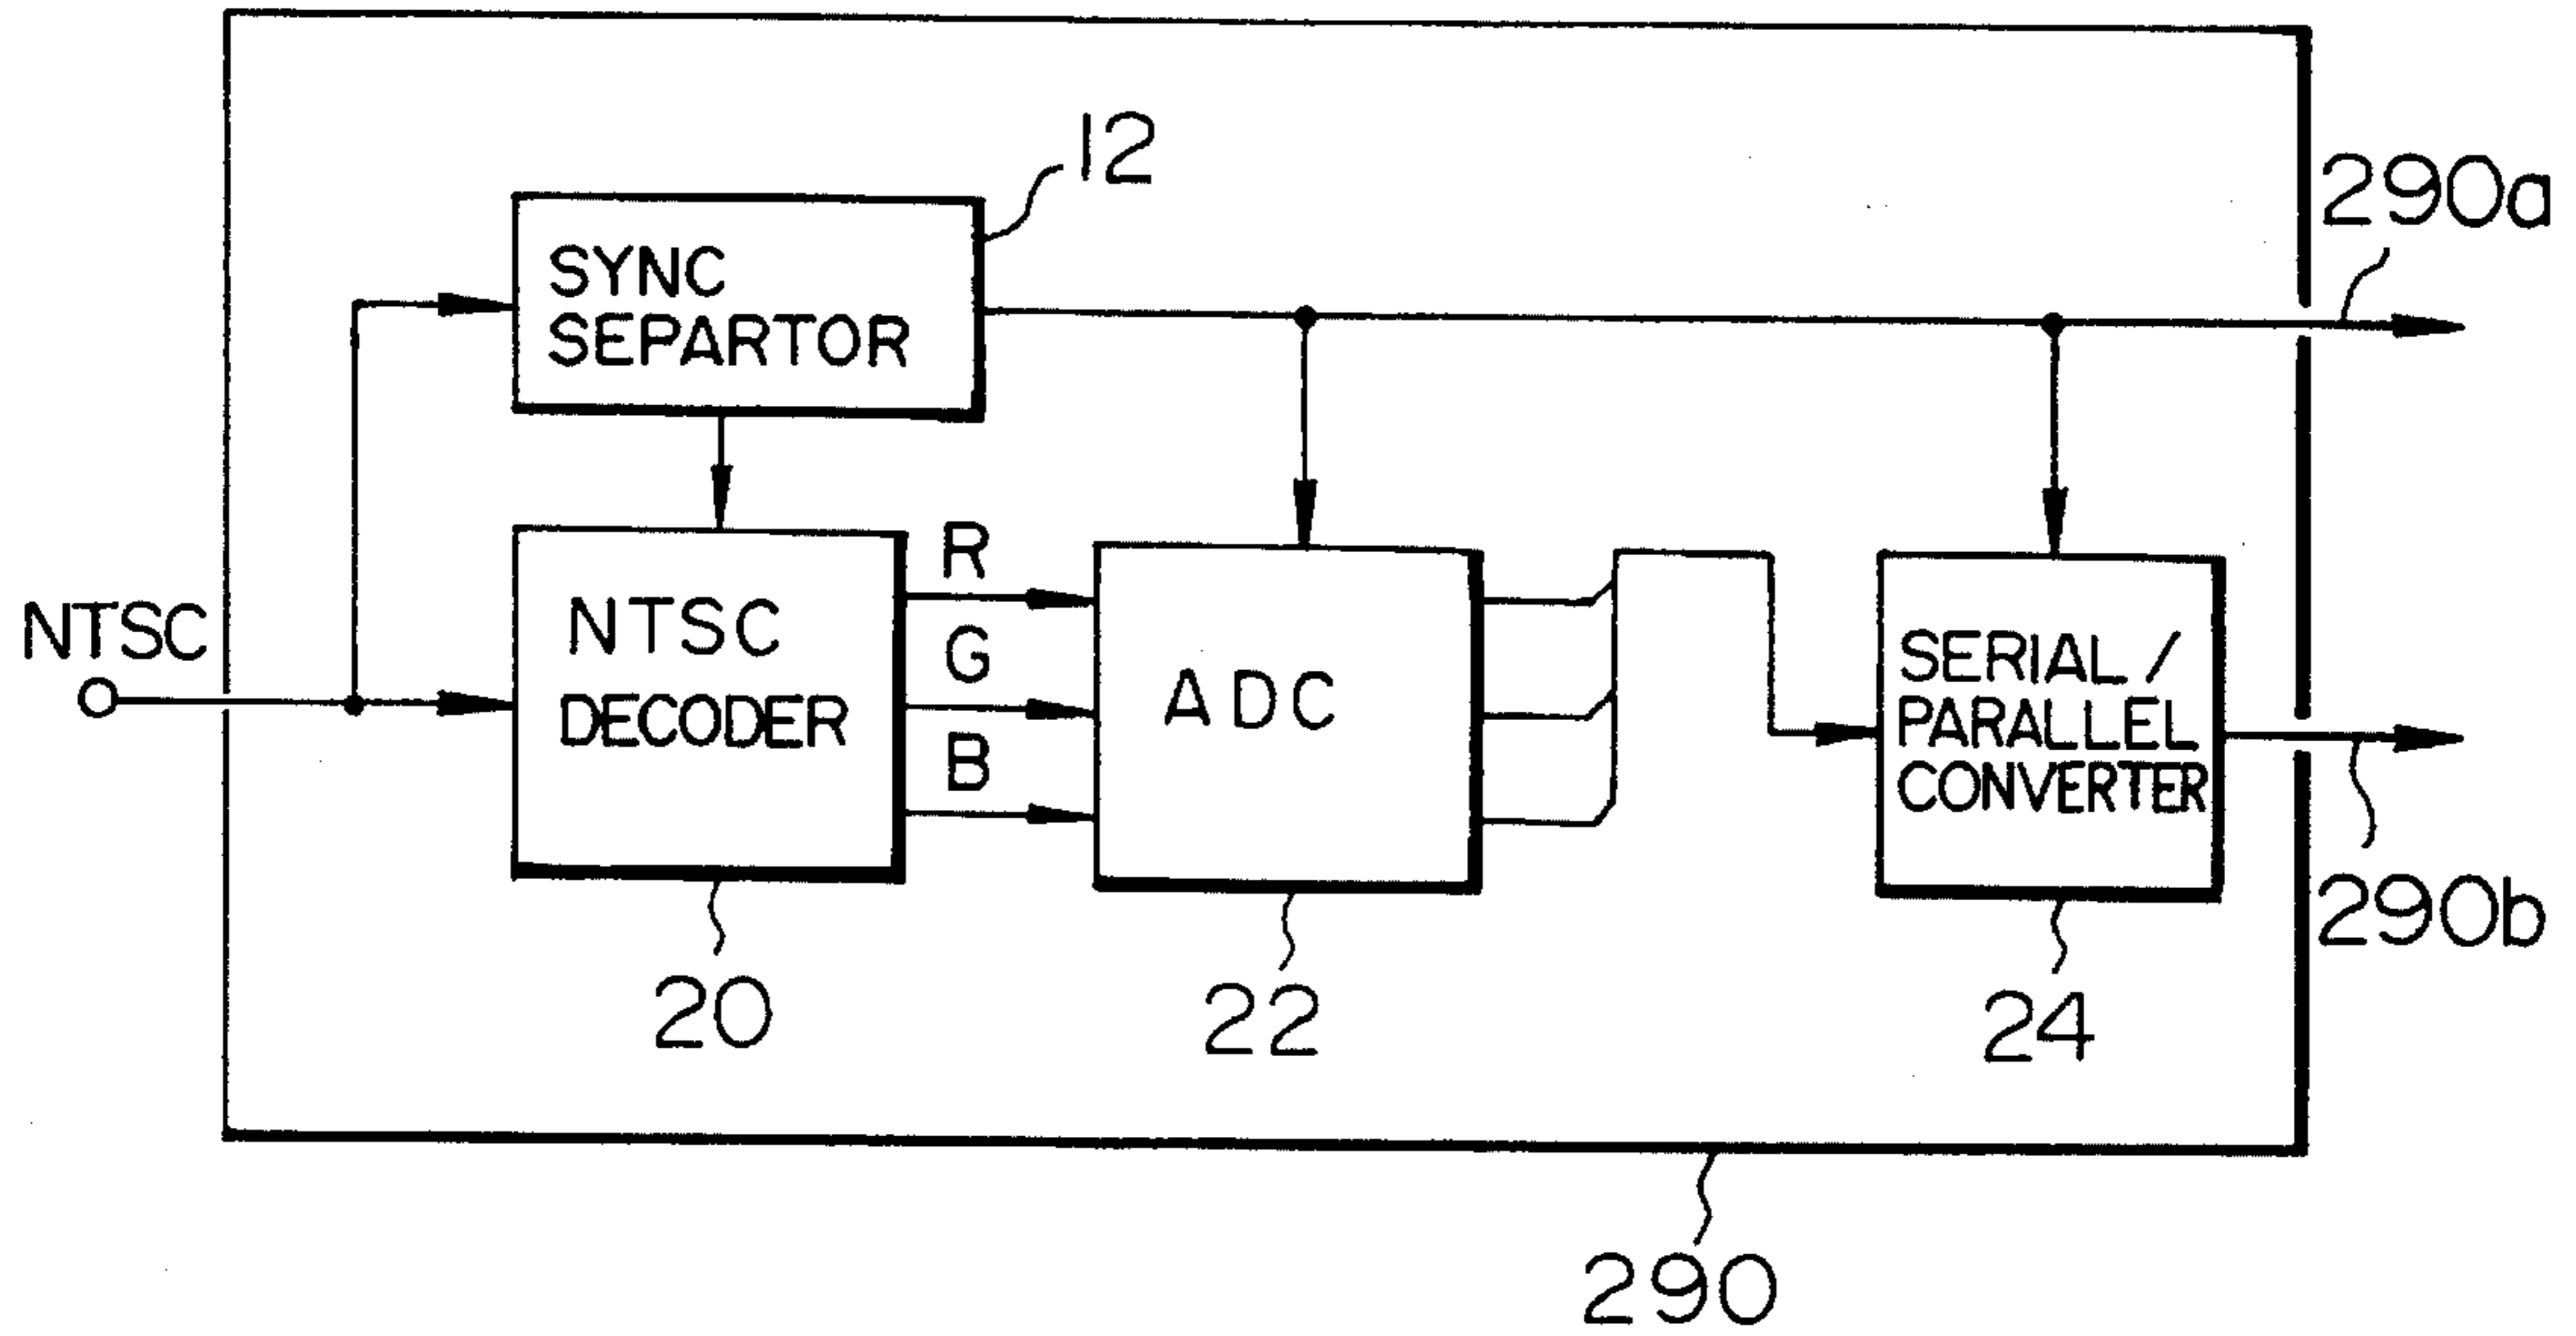 12
290a
SYNC
SEPARTOR
NTSC
NTSC
DECODER
R
G
B
ADC
SERIAL/
PARALLEL
CONVERTER
290b
20
22
24
290